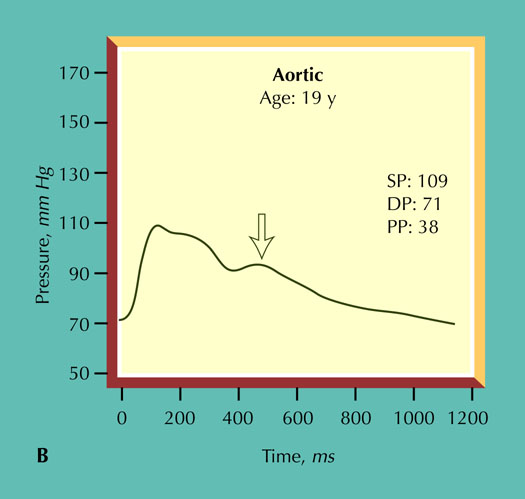 Aortic
Age: 19 y
SP: 109
DP: 71
PP: 38
Pressure, mm Hg
170
150
130
110
90
70
50
0 200 400 600 800 1000 1200
Time, ms
B